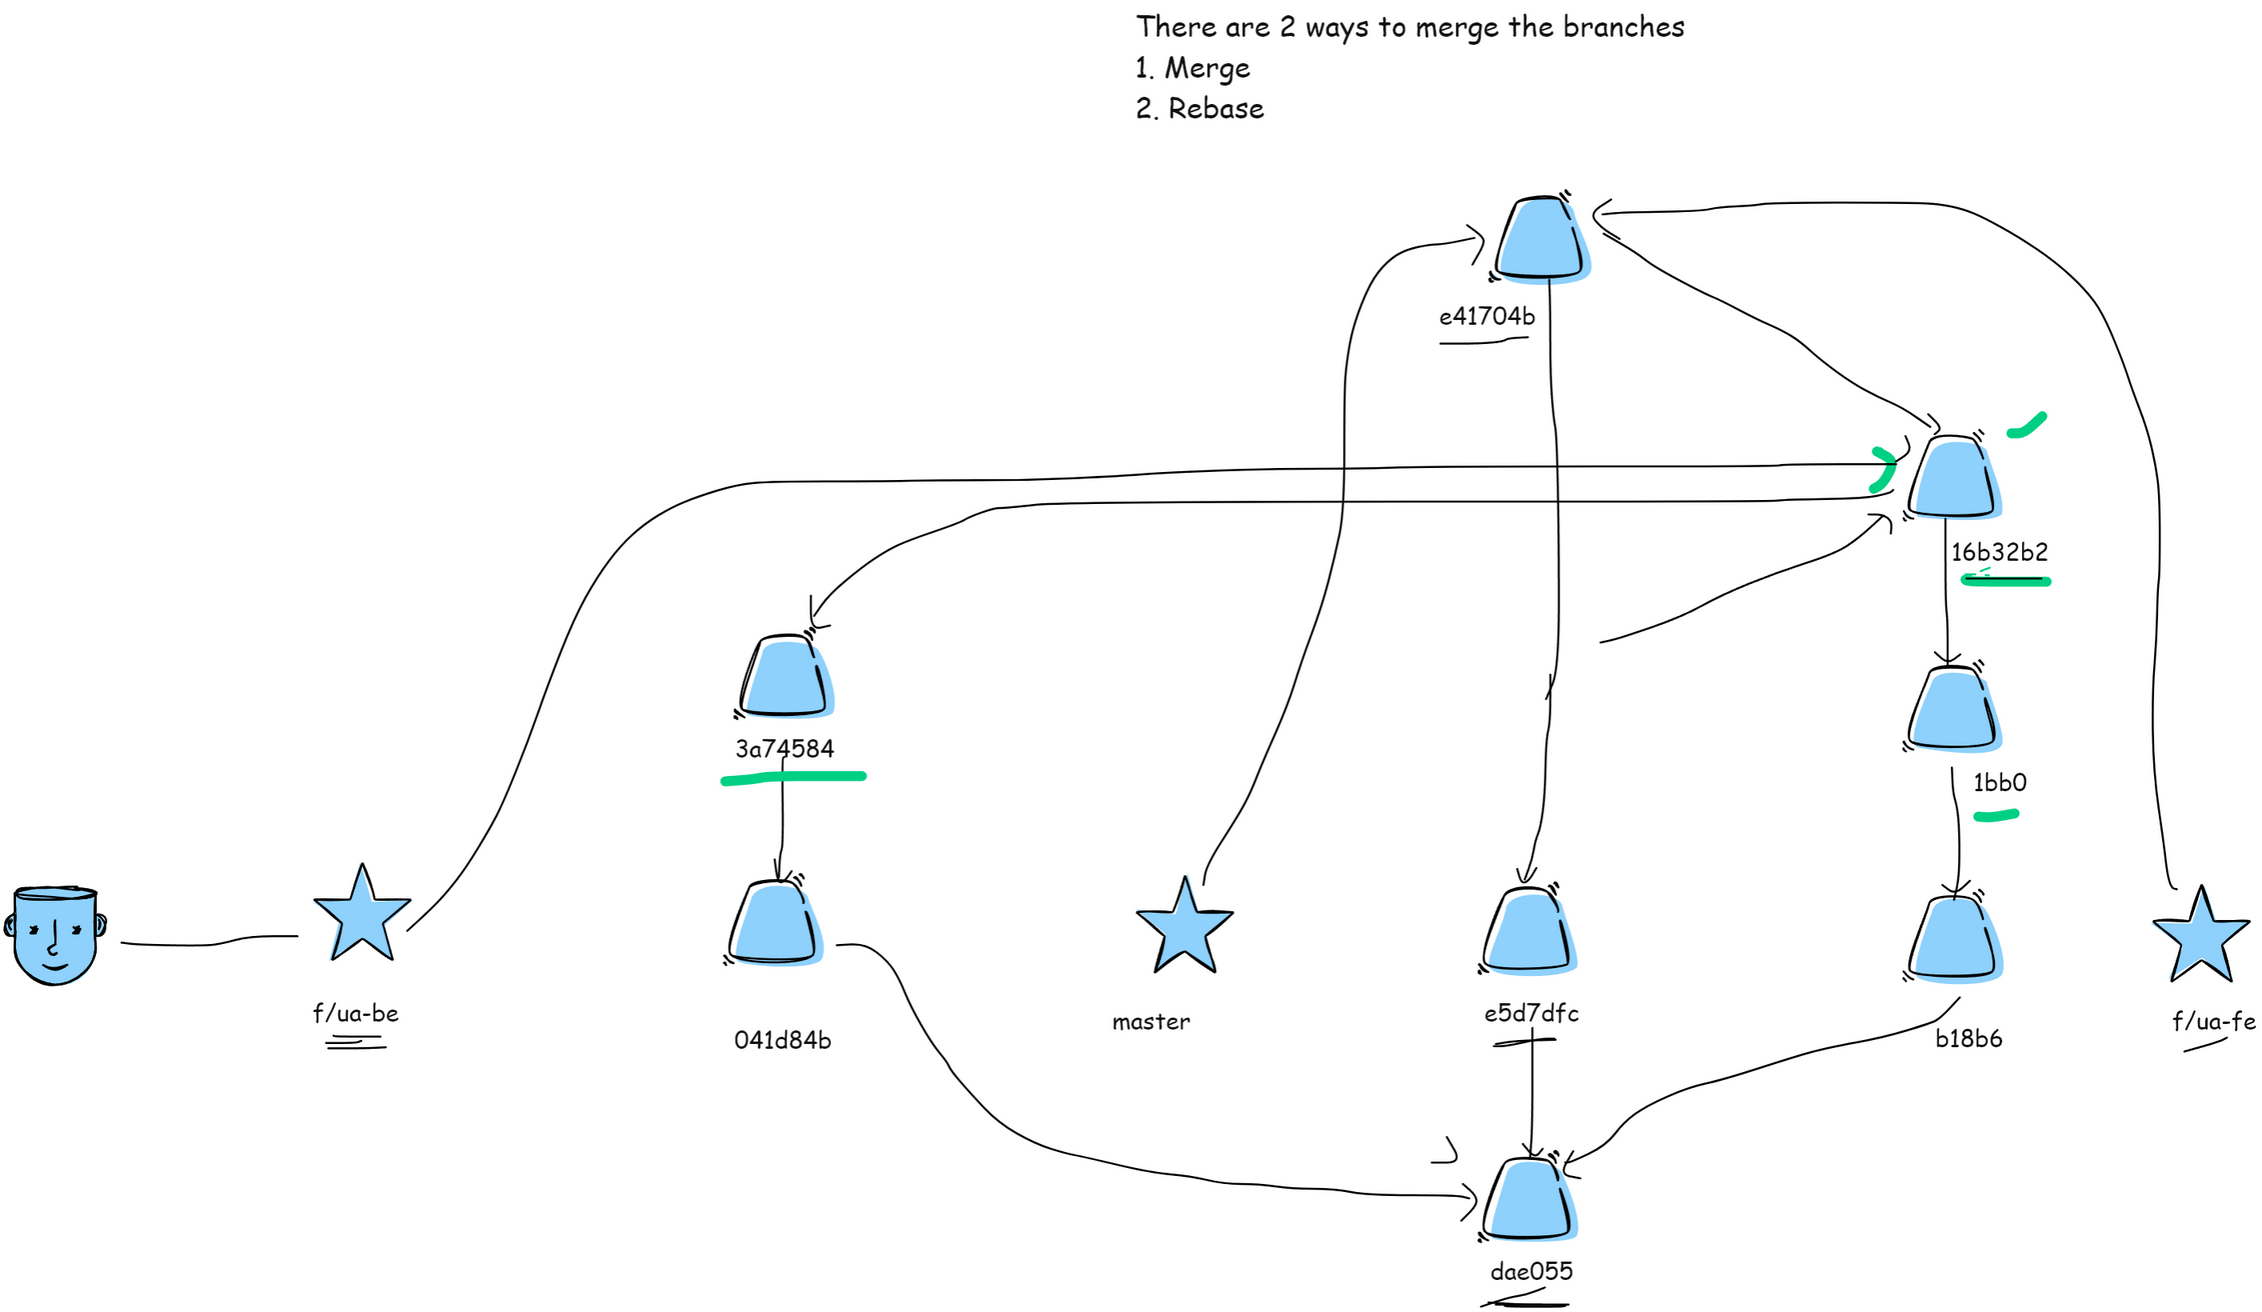 There are 2 ways to merge the branches
1. Merge
2. Rebase
e41704b
16b32b2
3a74584
1bb0
f/ua-be
041d84b
master
e5d7dfc
b18b6
f/ua-fe
dae055